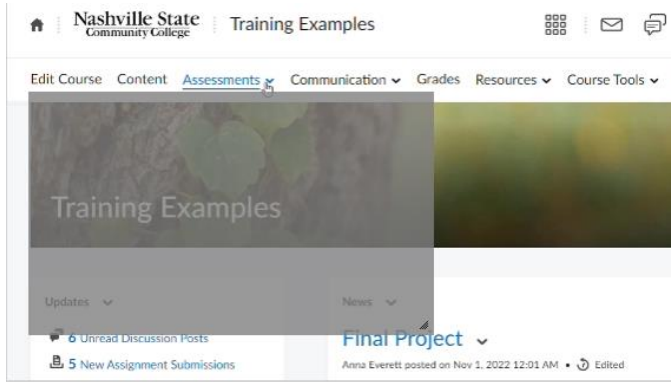 Nashville State
Community College
Training Examples
Edit Course Content Assessments Communication Grades Resources Course Tools
Training Examples
Updates
6 Unread Discussion Posts
5 New Assignment Submissions
News
Final Project
Anna Everett posted on Nov 1, 2022 12:01 AM • Edited